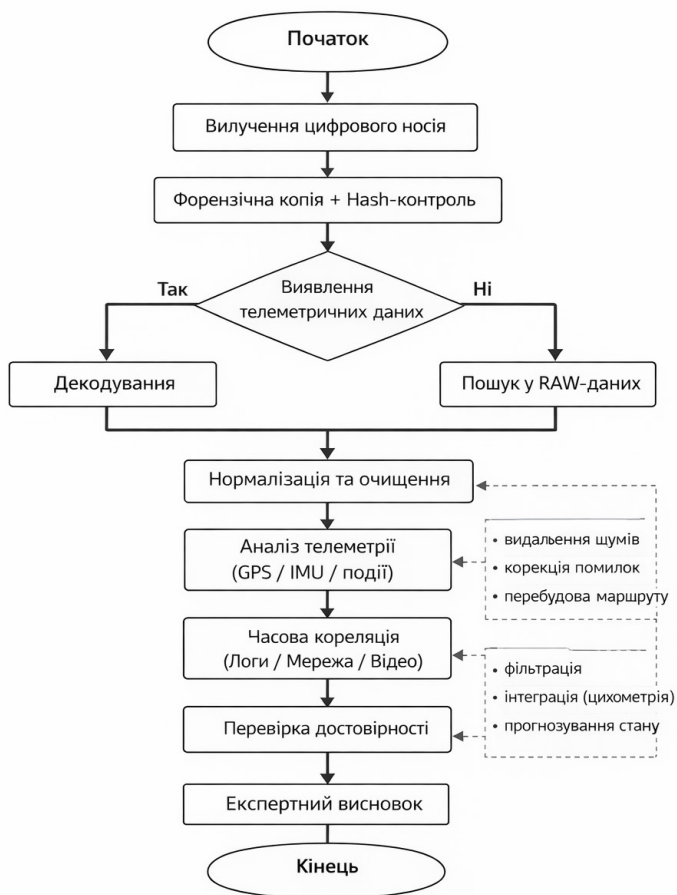 Початок
Вилучення цифрового носія
Форензічна копія + Hash-контроль
Так
Виявлення
телеметричних даних
Ні
Декодування
Пошук у RAW-даних
Нормалізація та очищення
Аналіз телеметрії
(GPS / IMU / події)
• видальення щумів
• корекція помилок
• перебудова маршруту
Часова кореляція
(Логи / Мережа / Відео)
• фільтрація
• інтеграція (цихометрія)
• прогнозування стану
Перевірка достовірності
Експертний висновок
Кінець